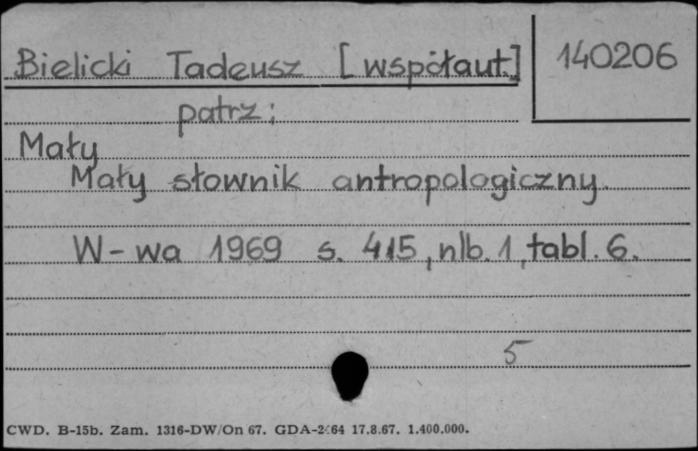 Bielicki Tadeusz [współaut.] 140206
patrz:
Mały
Mały słownik antropologiczny.
W-wa 1969 s. 415, nlb. 1, tabl. 6.
5
CWD. B-15b. Zam. 1316-DW/On 67. GDA-2 64 17.8.67. 1.400.000.